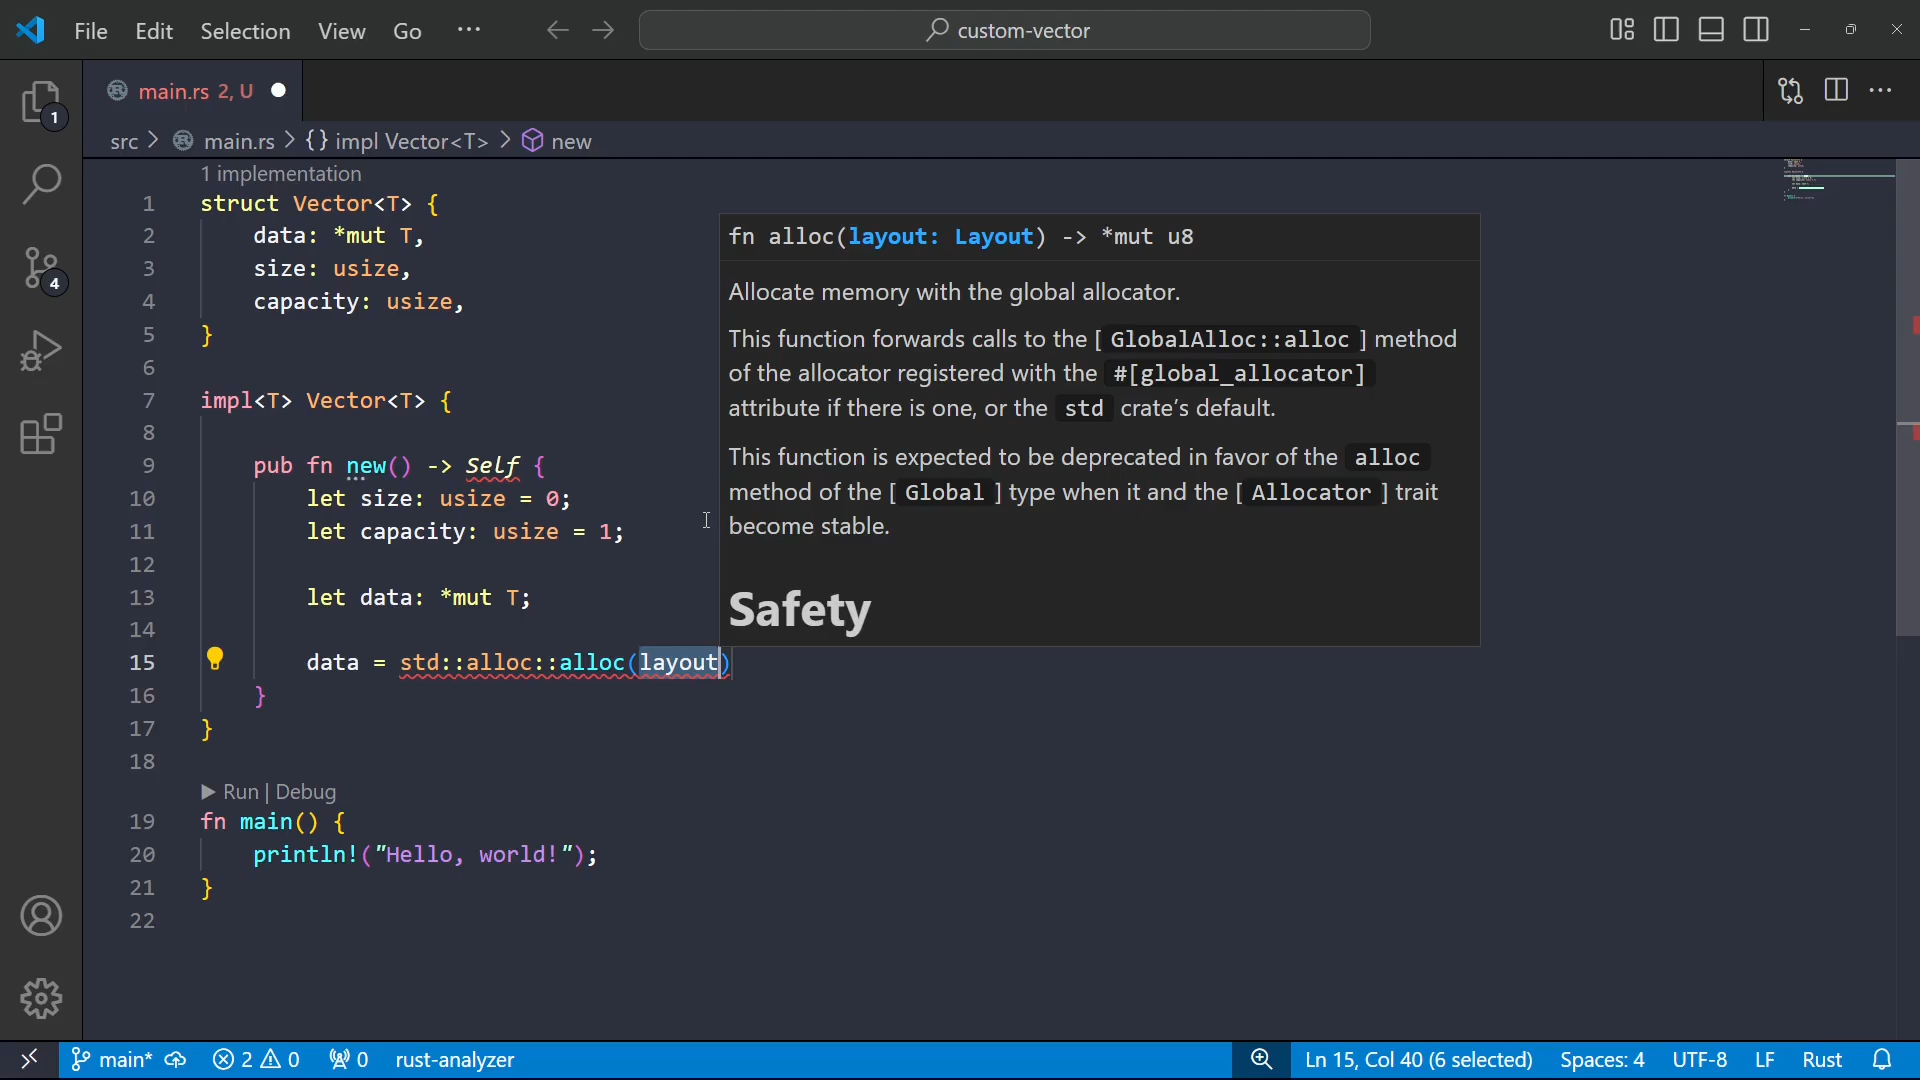 File Edit Selection View Go ··· custom-vector
main.rs 2, U
src > main.rs > {} impl Vector<T> > new
1 implementation
1 struct Vector<T> {
2 data: *mut T,
3 size: usize,
4 capacity: usize,
5 }
6
7 impl<T> Vector<T> {
8
9 pub fn new() -> Self {
10 let size: usize = 0;
11 let capacity: usize = 1;
12
13 let data: *mut T;
14
15 data = std::alloc::alloc(layout)
16 }
17 }
18
▶ Run | Debug
19 fn main() {
20 println!("Hello, world!");
21 }
22
fn alloc(layout: Layout) -> *mut u8
Allocate memory with the global allocator.
This function forwards calls to the [ GlobalAlloc::alloc ] method
of the allocator registered with the #[global_allocator]
attribute if there is one, or the std crate's default.
This function is expected to be deprecated in favor of the alloc
method of the [ Global ] type when it and the [ Allocator ] trait
become stable.
Safety
1
4
main* 2 0 0 rust-analyzer Ln 15, Col 40 (6 selected) Spaces: 4 UTF-8 LF Rust